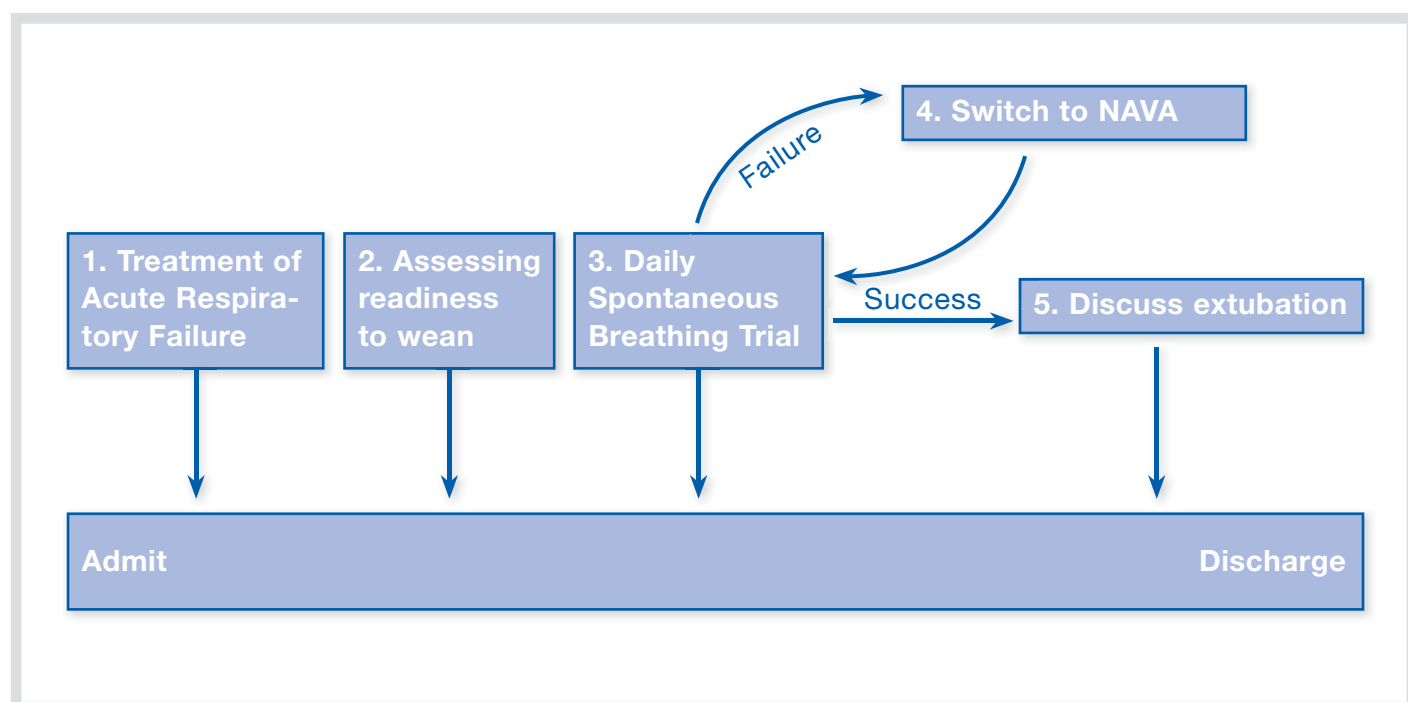 4. Switch to NAVA
Failure
1. Treatment of
Acute Respira-
tory Failure
2. Assessing
readiness
to wean
3. Daily
Spontaneous
Breathing Trial
Success
5. Discuss extubation
Admit
Discharge